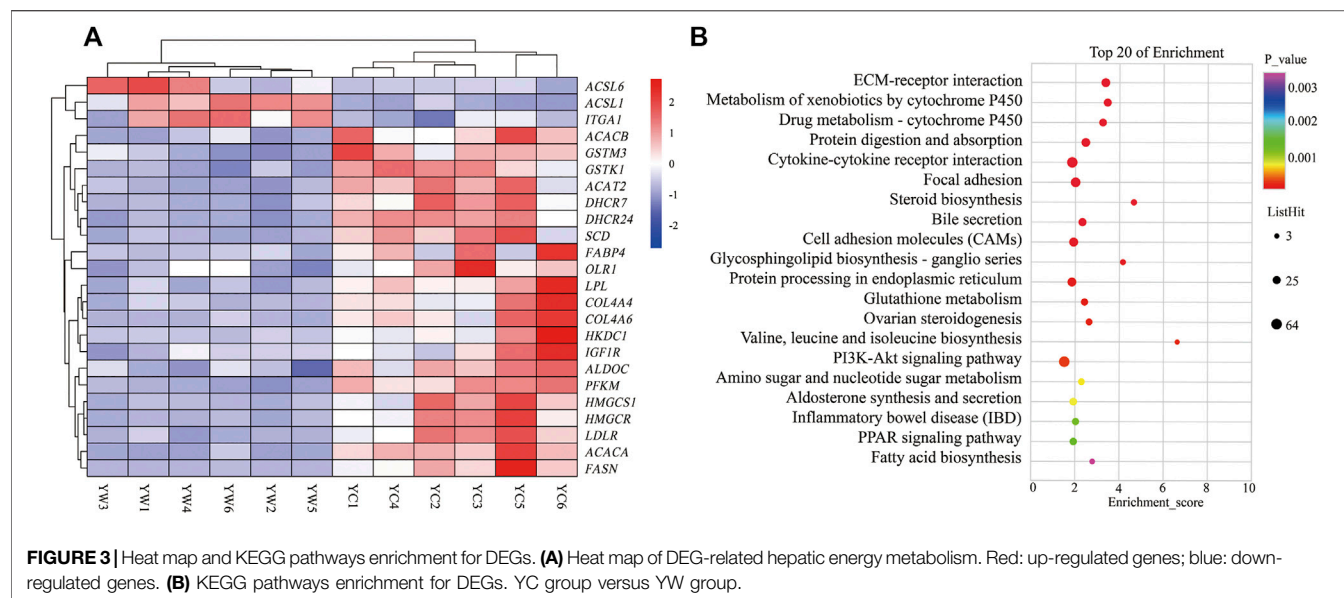 A
ACSL6
ACSL1
ITGA1
ACACB
GSTM3
GSTK1
ACAT2
DHCR7
DHCR24
SCD
FABP4
OLR1
LPL
COL4A4
COL4A6
HKDC1
IGF1R
ALDOC
PFKM
HMGCS1
HMGCR
LDLR
ACACA
FASN
2
1
0
-1
-2
YW3 YW1 YW4 YW6 YW2 YW5 YC1 YC4 YC2 YC3 YC5 YC6
B
Top 20 of Enrichment
ECM-receptor interaction
Metabolism of xenobiotics by cytochrome P450
Drug metabolism - cytochrome P450
Protein digestion and absorption
Cytokine-cytokine receptor interaction
Focal adhesion
Steroid biosynthesis
Bile secretion
Cell adhesion molecules (CAMs)
Glycosphingolipid biosynthesis - ganglio series
Protein processing in endoplasmic reticulum
Glutathione metabolism
Ovarian steroidogenesis
Valine, leucine and isoleucine biosynthesis
PI3K-Akt signaling pathway
Amino sugar and nucleotide sugar metabolism
Aldosterone synthesis and secretion
Inflammatory bowel disease (IBD)
PPAR signaling pathway
Fatty acid biosynthesis
0 2 4 6 8 10
Enrichment_score
P_value
0.003
0.002
0.001
ListHit
3
25
64
FIGURE 3 | Heat map and KEGG pathways enrichment for DEGs. (A) Heat map of DEG-related hepatic energy metabolism. Red: up-regulated genes; blue: down-
regulated genes. (B) KEGG pathways enrichment for DEGs. YC group versus YW group.